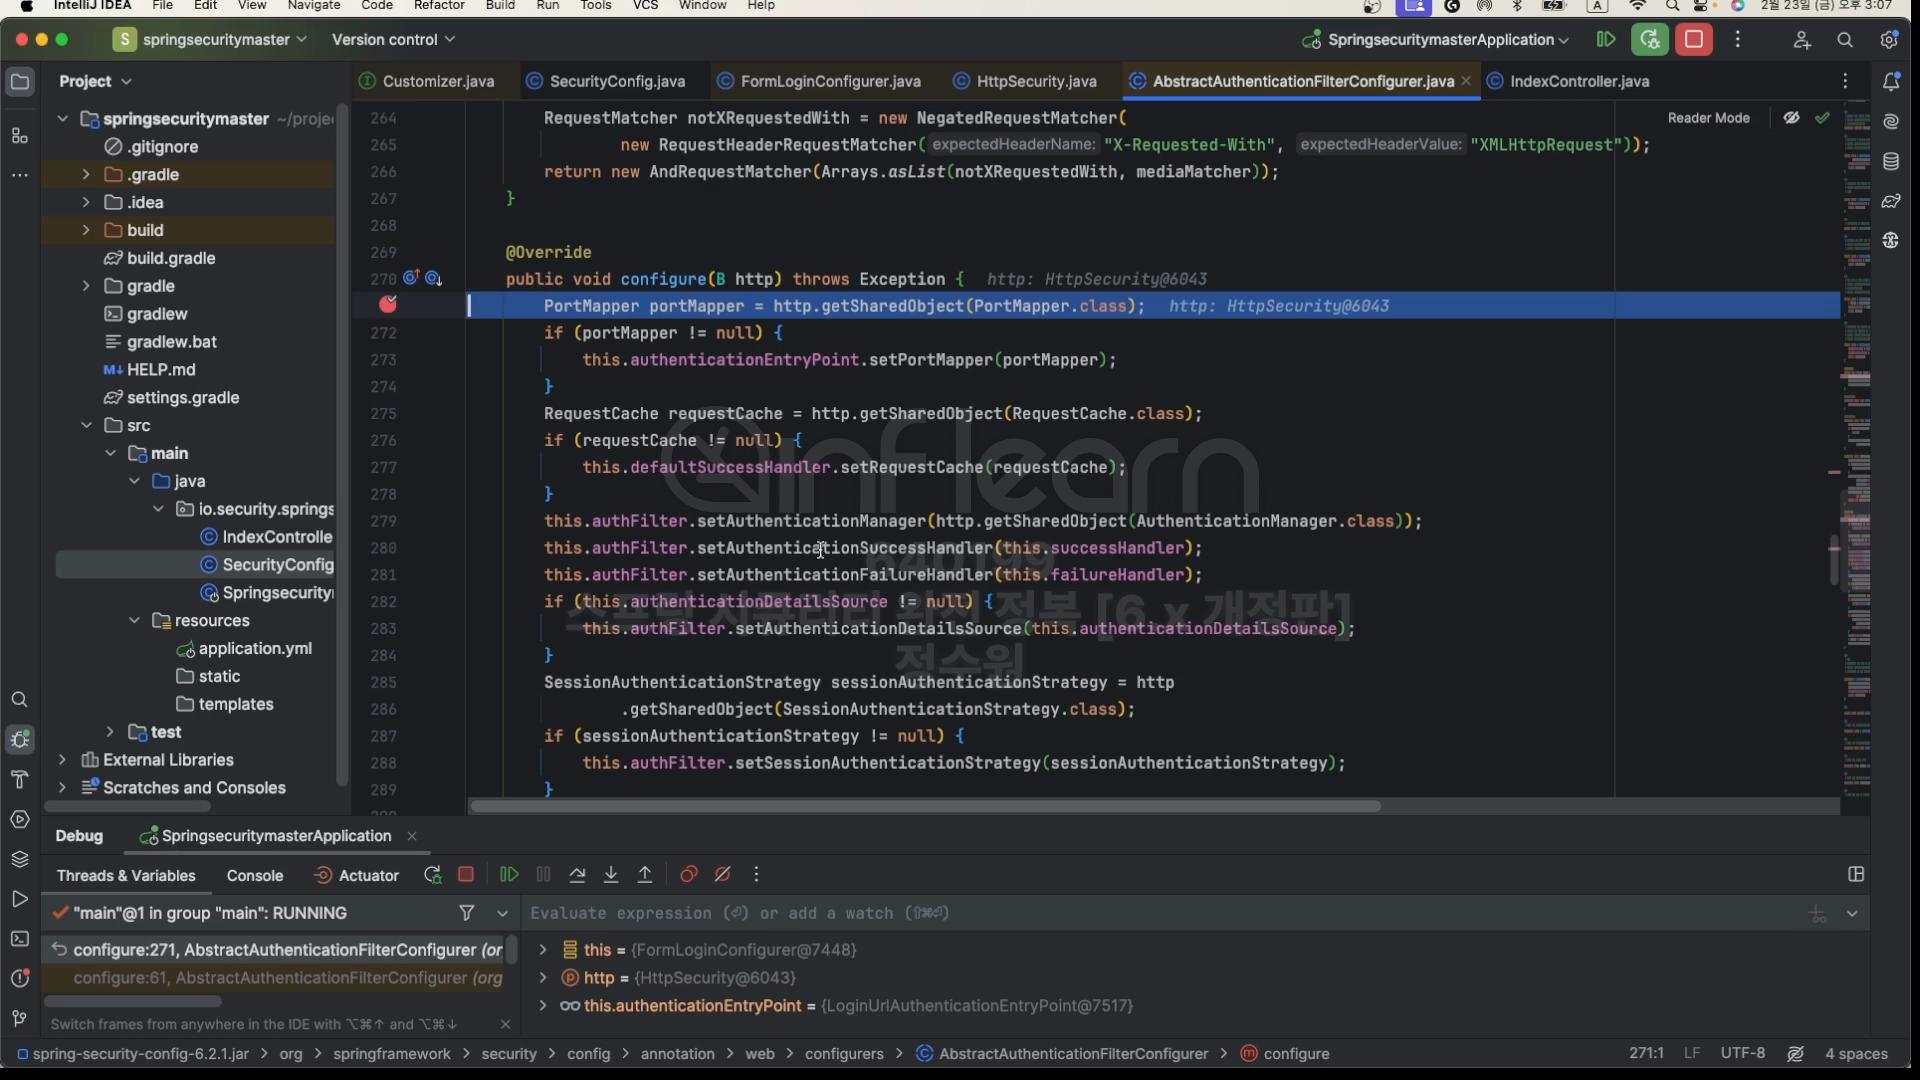 IntelliJ IDEA File Edit View Navigate Code Refactor Build Run Tools VCS Window Help A 2월 23일 (금) 오후 3:07
S springsecuritymaster Version control SpringsecuritymasterApplication
Project Customizer.java SecurityConfig.java FormLoginConfigurer.java HttpSecurity.java AbstractAuthenticationFilterConfigurer.java IndexController.java
Reader Mode
springsecuritymaster ~/proje
.gitignore
.gradle
.idea
build
build.gradle
gradle
gradlew
gradlew.bat
M↓ HELP.md
settings.gradle
src
main
java
io.security.springs
IndexControlle
SecurityConfig
Springsecurity
resources
application.yml
static
templates
test
External Libraries
Scratches and Consoles
264 RequestMatcher notXRequestedWith = new NegatedRequestMatcher(
265 new RequestHeaderRequestMatcher( expectedHeaderName: "X-Requested-With", expectedHeaderValue: "XMLHttpRequest"));
266 return new AndRequestMatcher(Arrays.asList(notXRequestedWith, mediaMatcher));
267 }
268
269 @Override
270 public void configure(B http) throws Exception { http: HttpSecurity@6043
PortMapper portMapper = http.getSharedObject(PortMapper.class); http: HttpSecurity@6043
272 if (portMapper != null) {
273 this.authenticationEntryPoint.setPortMapper(portMapper);
274 }
275 RequestCache requestCache = http.getSharedObject(RequestCache.class);
276 if (requestCache != null) {
277 this.defaultSuccessHandler.setRequestCache(requestCache);
278 }
279 this.authFilter.setAuthenticationManager(http.getSharedObject(AuthenticationManager.class));
280 this.authFilter.setAuthenticationSuccessHandler(this.successHandler);
281 this.authFilter.setAuthenticationFailureHandler(this.failureHandler);
282 if (this.authenticationDetailsSource != null) {
283 this.authFilter.setAuthenticationDetailsSource(this.authenticationDetailsSource);
284 }
285 SessionAuthenticationStrategy sessionAuthenticationStrategy = http
286 .getSharedObject(SessionAuthenticationStrategy.class);
287 if (sessionAuthenticationStrategy != null) {
288 this.authFilter.setSessionAuthenticationStrategy(sessionAuthenticationStrategy);
289 }
inflearn
640199
스프링 시큐리티 완전 정복 [6.x 개정판]
정수원
Debug SpringsecuritymasterApplication
Threads & Variables Console Actuator
"main"@1 in group "main": RUNNING
Evaluate expression (⏎) or add a watch (⇧⌘⏎)
configure:271, AbstractAuthenticationFilterConfigurer (or
configure:61, AbstractAuthenticationFilterConfigurer (org
this = {FormLoginConfigurer@7448}
http = {HttpSecurity@6043}
this.authenticationEntryPoint = {LoginUrlAuthenticationEntryPoint@7517}
Switch frames from anywhere in the IDE with ⌥⌘↑ and ⌥⌘↓
spring-security-config-6.2.1.jar > org > springframework > security > config > annotation > web > configurers > AbstractAuthenticationFilterConfigurer > configure 271:1 LF UTF-8 4 spaces